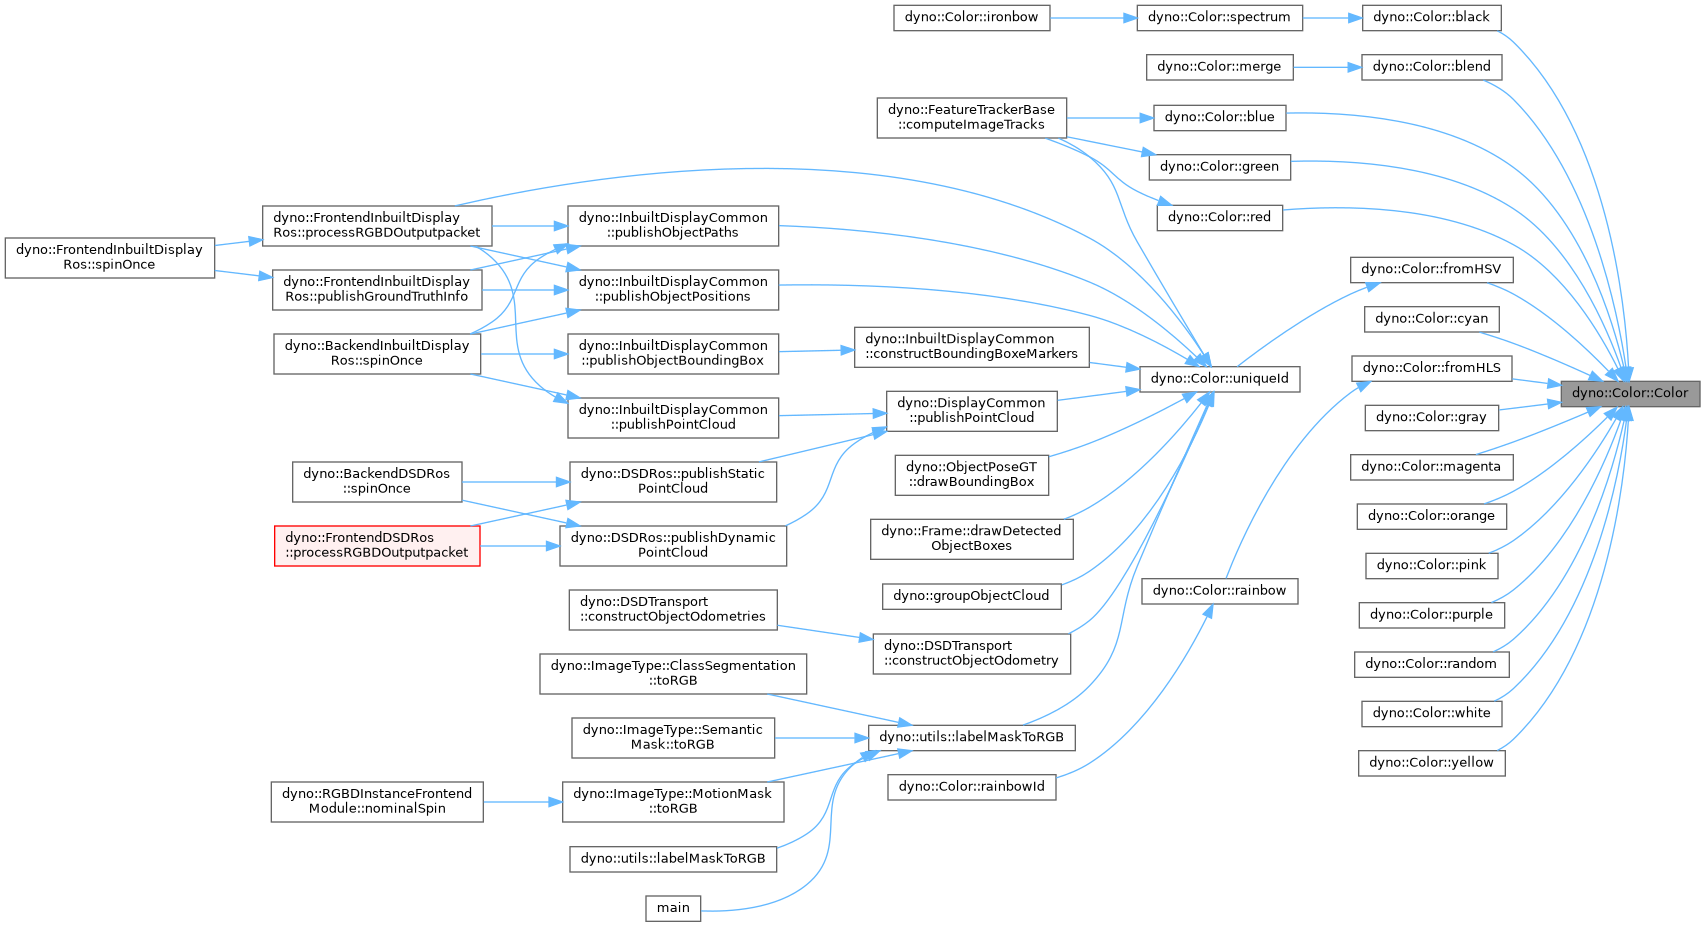 dyno::Color::ironbow
dyno::Color::spectrum
dyno::Color::black
dyno::Color::merge
dyno::Color::blend
dyno::FeatureTrackerBase
::computeImageTracks
dyno::Color::blue
dyno::Color::green
dyno::Color::red
dyno::FrontendInbuiltDisplay
Ros::spinOnce
dyno::FrontendInbuiltDisplay
Ros::processRGBDOutputpacket
dyno::InbuiltDisplayCommon
::publishObjectPaths
dyno::FrontendInbuiltDisplay
Ros::publishGroundTruthInfo
dyno::InbuiltDisplayCommon
::publishObjectPositions
dyno::BackendInbuiltDisplay
Ros::spinOnce
dyno::InbuiltDisplayCommon
::publishObjectBoundingBox
dyno::InbuiltDisplayCommon
::constructBoundingBoxeMarkers
dyno::InbuiltDisplayCommon
::publishPointCloud
dyno::DisplayCommon
::publishPointCloud
dyno::Color::uniqueId
dyno::Color::fromHSV
dyno::Color::cyan
dyno::Color::fromHLS
dyno::Color::Color
dyno::Color::gray
dyno::Color::magenta
dyno::Color::orange
dyno::Color::pink
dyno::Color::purple
dyno::Color::random
dyno::Color::white
dyno::Color::yellow
dyno::BackendDSDRos
::spinOnce
dyno::DSDRos::publishStatic
PointCloud
dyno::ObjectPoseGT
::drawBoundingBox
dyno::FrontendDSDRos
::processRGBDOutputpacket
dyno::DSDRos::publishDynamic
PointCloud
dyno::Frame::drawDetected
ObjectBoxes
dyno::groupObjectCloud
dyno::Color::rainbow
dyno::DSDTransport
::constructObjectOdometries
dyno::DSDTransport
::constructObjectOdometry
dyno::ImageType::ClassSegmentation
::toRGB
dyno::ImageType::Semantic
Mask::toRGB
dyno::utils::labelMaskToRGB
dyno::Color::rainbowId
dyno::RGBDInstanceFrontend
Module::nominalSpin
dyno::ImageType::MotionMask
::toRGB
dyno::utils::labelMaskToRGB
main